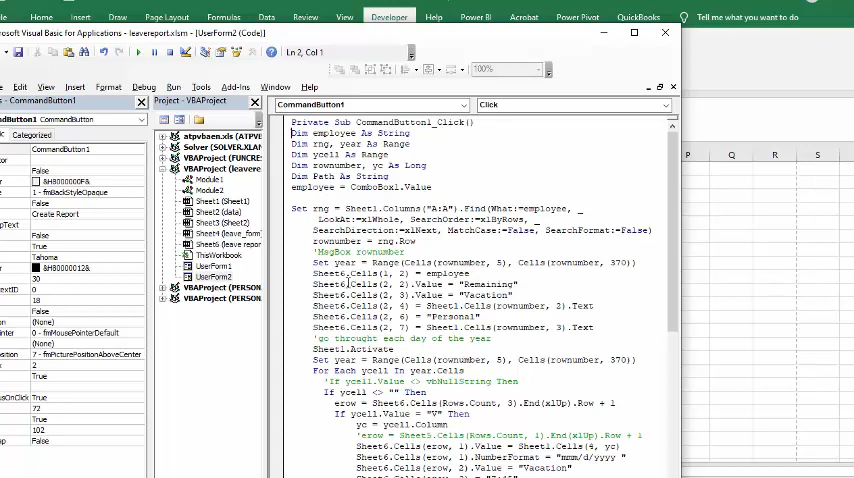 File Home Insert Draw Page Layout Formulas Data Review View Developer Help Power BI Acrobat Power Pivot QuickBooks Tell me what you want to do
Microsoft Visual Basic for Applications - leavereport.xlsm - [UserForm2 (Code)]
Ln 2, Col 1
100%
Edit View Insert Format Debug Run Tools Add-Ins Window Help
CommandButton1
Project - VBAProject
CommandButton1
Click
CommandButton
Categorized
CommandButton1
False
&H8000000F&
1 - fmBackStyleOpaque
Create Report
True
Tahoma
&H80000012&
30
0
18
(None)
0 - fmMousePointerDefault
(None)
7 - fmPicturePositionAboveCenter
2
True
True
72
True
102
False
atpvbaen.xls (ATPV
Solver (SOLVER.XLAN
VBAProject (FUNCRES
VBAProject (leavere
Module1
Module2
Sheet1 (Sheet1)
Sheet2 (data)
Sheet3 (Sheet2)
Sheet4 (leave_form)
Sheet6 (leave repor
ThisWorkbook
UserForm1
UserForm2
VBAProject (PERSON
VBAProject (PERSON
Private Sub CommandButton1_Click()
Dim employee As String
Dim rng, year As Range
Dim ycell As Range
Dim rownumber, yc As Long
Dim Path As String
employee = ComboBox1.Value
Set rng = Sheet1.Columns("A:A").Find(What:=employee, _
LookAt:=xlWhole, SearchOrder:=xlByRows, _
SearchDirection:=xlNext, MatchCase:=False, SearchFormat:=False)
rownumber = rng.Row
'MsgBox rownumber
Set year = Range(Cells(rownumber, 5), Cells(rownumber, 370))
Sheet6.Cells(1, 2) = employee
Sheet6.Cells(2, 2).Value = "Remaining"
Sheet6.Cells(2, 3).Value = "Vacation"
Sheet6.Cells(2, 4) = Sheet1.Cells(rownumber, 2).Text
Sheet6.Cells(2, 6) = "Personal"
Sheet6.Cells(2, 7) = Sheet1.Cells(rownumber, 3).Text
'go throught each day of the year
Sheet1.Activate
Set year = Range(Cells(rownumber, 5), Cells(rownumber, 370))
For Each ycell In year.Cells
'If ycell.Value <> vbNullString Then
If ycell <> "" Then
erow = Sheet6.Cells(Rows.Count, 3).End(xlUp).Row + 1
If ycell.Value = "V" Then
yc = ycell.Column
'erow = Sheet5.Cells(Rows.Count, 1).End(xlUp).Row + 1
Sheet6.Cells(erow, 1).Value = Sheet1.Cells(4, yc)
Sheet6.Cells(erow, 1).NumberFormat = "mmm/d/yyyy "
Sheet6.Cells(erow, 2).Value = "Vacation"
P Q R S